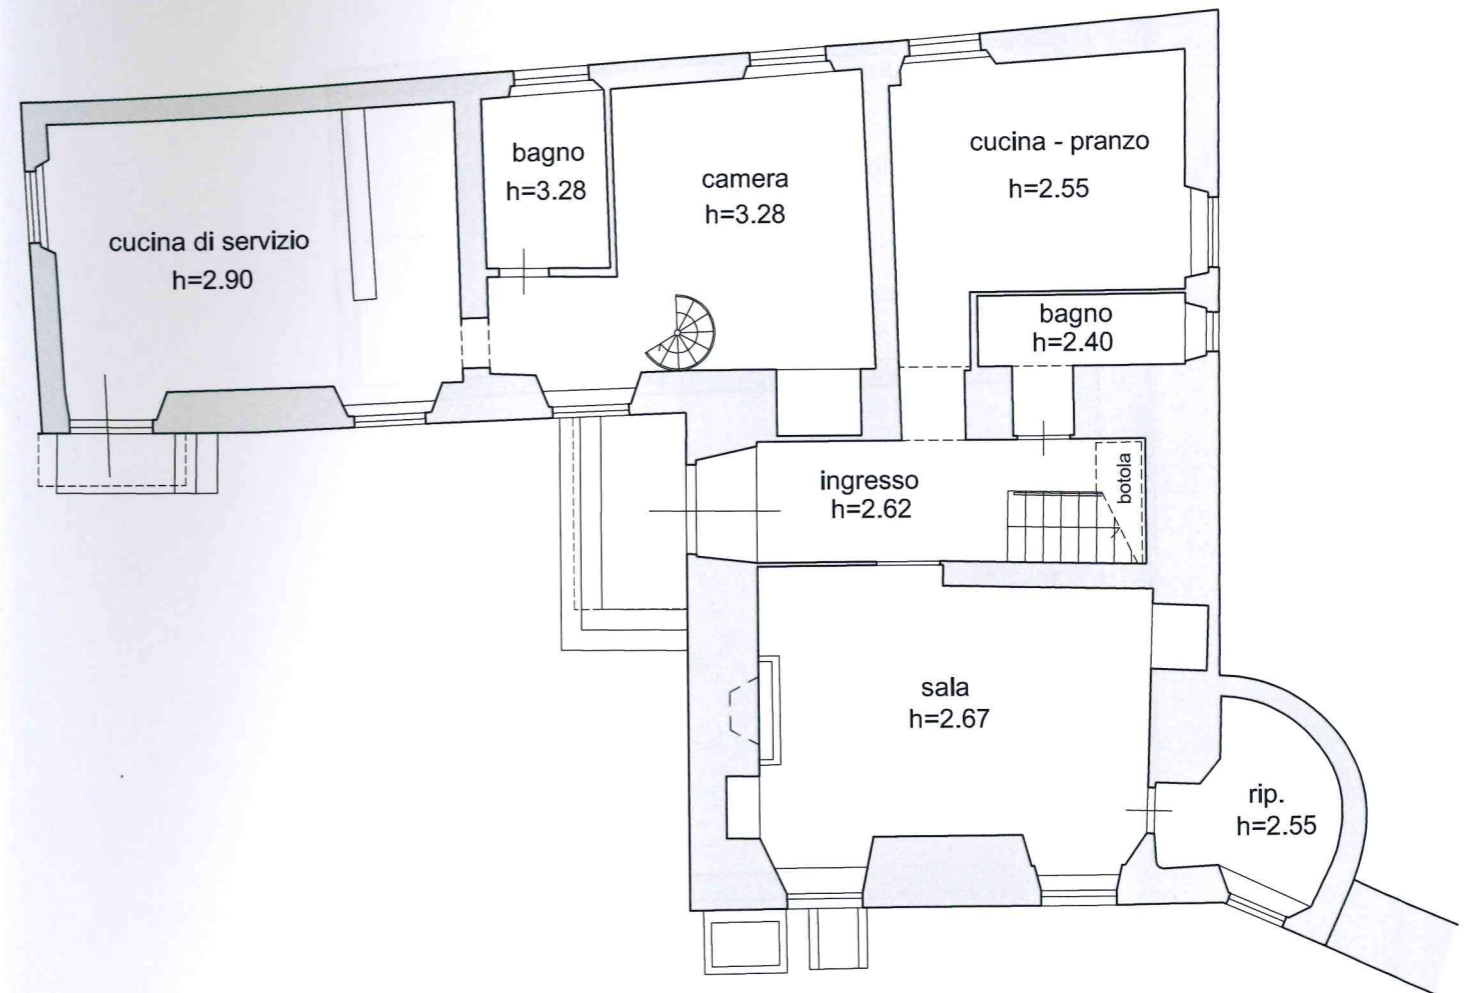 cucina - pranzo
h=2.55
bagno
h=3.28
camera
h=3.28
cucina di servizio
h=2.90
bagno
h=2.40
ingresso
h=2.62
botola
sala
h=2.67
rip.
h=2.55